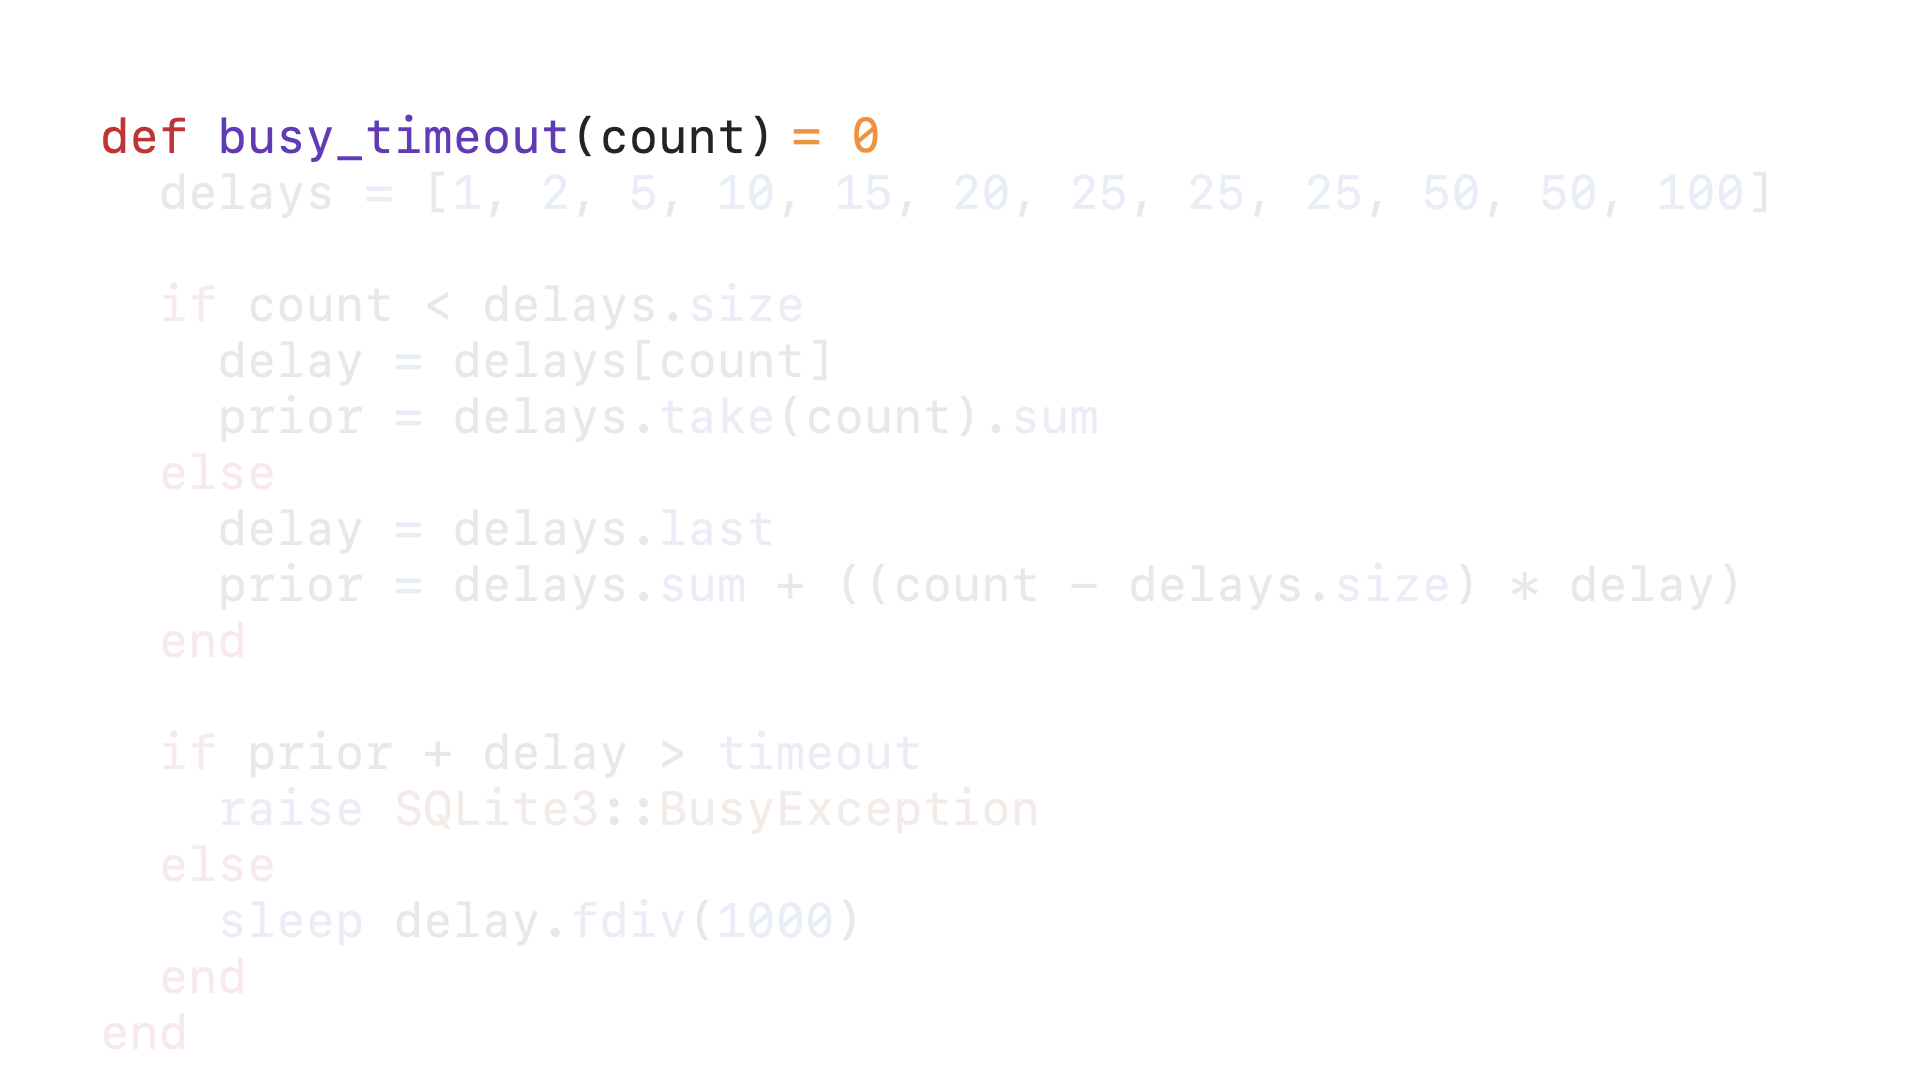 def busy_timeout(count) = 0
  delays = [1, 2, 5, 10, 15, 20, 25, 25, 25, 50, 50, 100]
  if count < delays.size
    delay = delays[count]
    prior = delays.take(count).sum
  else
    delay = delays.last
    prior = delays.sum + ((count - delays.size) * delay)
  end
  if prior + delay > timeout
    raise SQLite3::BusyException
  else
    sleep delay.fdiv(1000)
  end
end